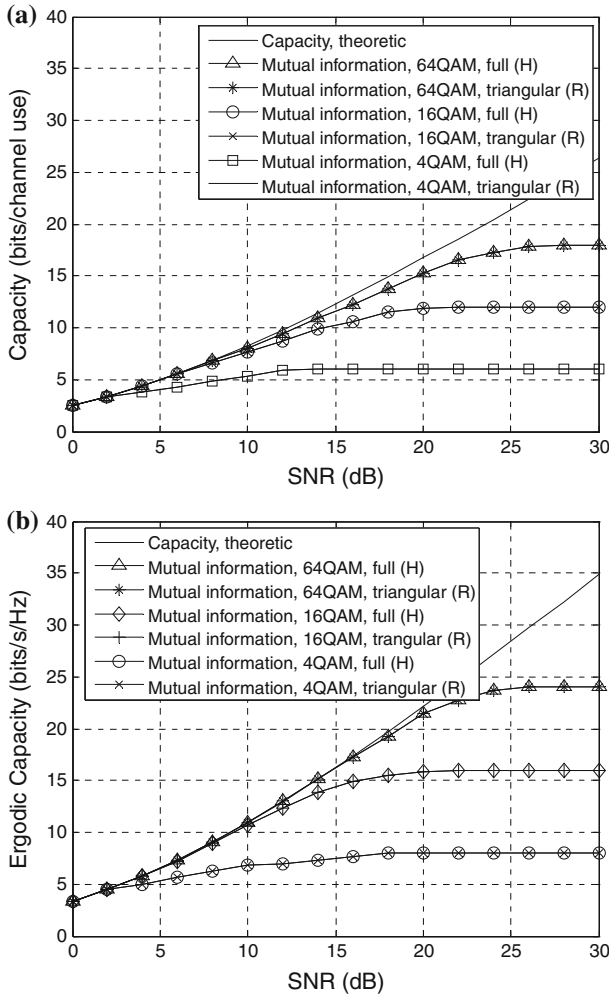 (a)
40
35
30
25
20
15
10
5
0
Capacity (bits/channel use)
Capacity, theoretic
Mutual information, 64QAM, full (H)
Mutual information, 64QAM, triangular (R)
Mutual information, 16QAM, full (H)
Mutual information, 16QAM, trangular (R)
Mutual information, 4QAM, full (H)
Mutual information, 4QAM, triangular (R)
0 5 10 15 20 25 30
SNR (dB)
(b)
40
35
30
25
20
15
10
5
0
Ergodic Capacity (bits/s/Hz)
Capacity, theoretic
Mutual information, 64QAM, full (H)
Mutual information, 64QAM, triangular (R)
Mutual information, 16QAM, full (H)
Mutual information, 16QAM, trangular (R)
Mutual information, 4QAM, full (H)
Mutual information, 4QAM, triangular (R)
0 5 10 15 20 25 30
SNR (dB)